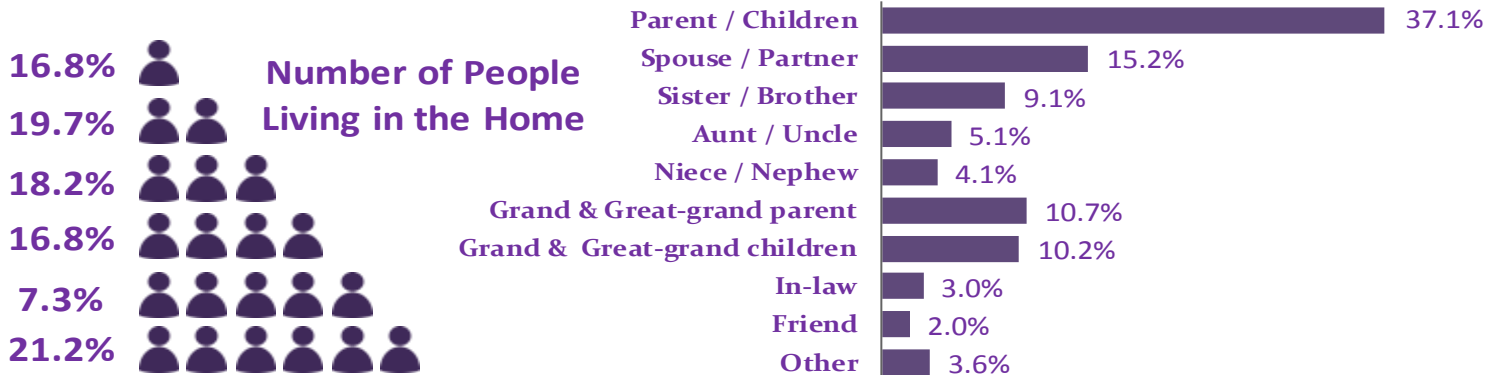 Number of People
Living in the Home
16.8%
19.7%
18.2%
16.8%
7.3%
21.2%
Parent / Children 37.1%
Spouse / Partner 15.2%
Sister / Brother 9.1%
Aunt / Uncle 5.1%
Niece / Nephew 4.1%
Grand & Great-grand parent 10.7%
Grand & Great-grand children 10.2%
In-law 3.0%
Friend 2.0%
Other 3.6%